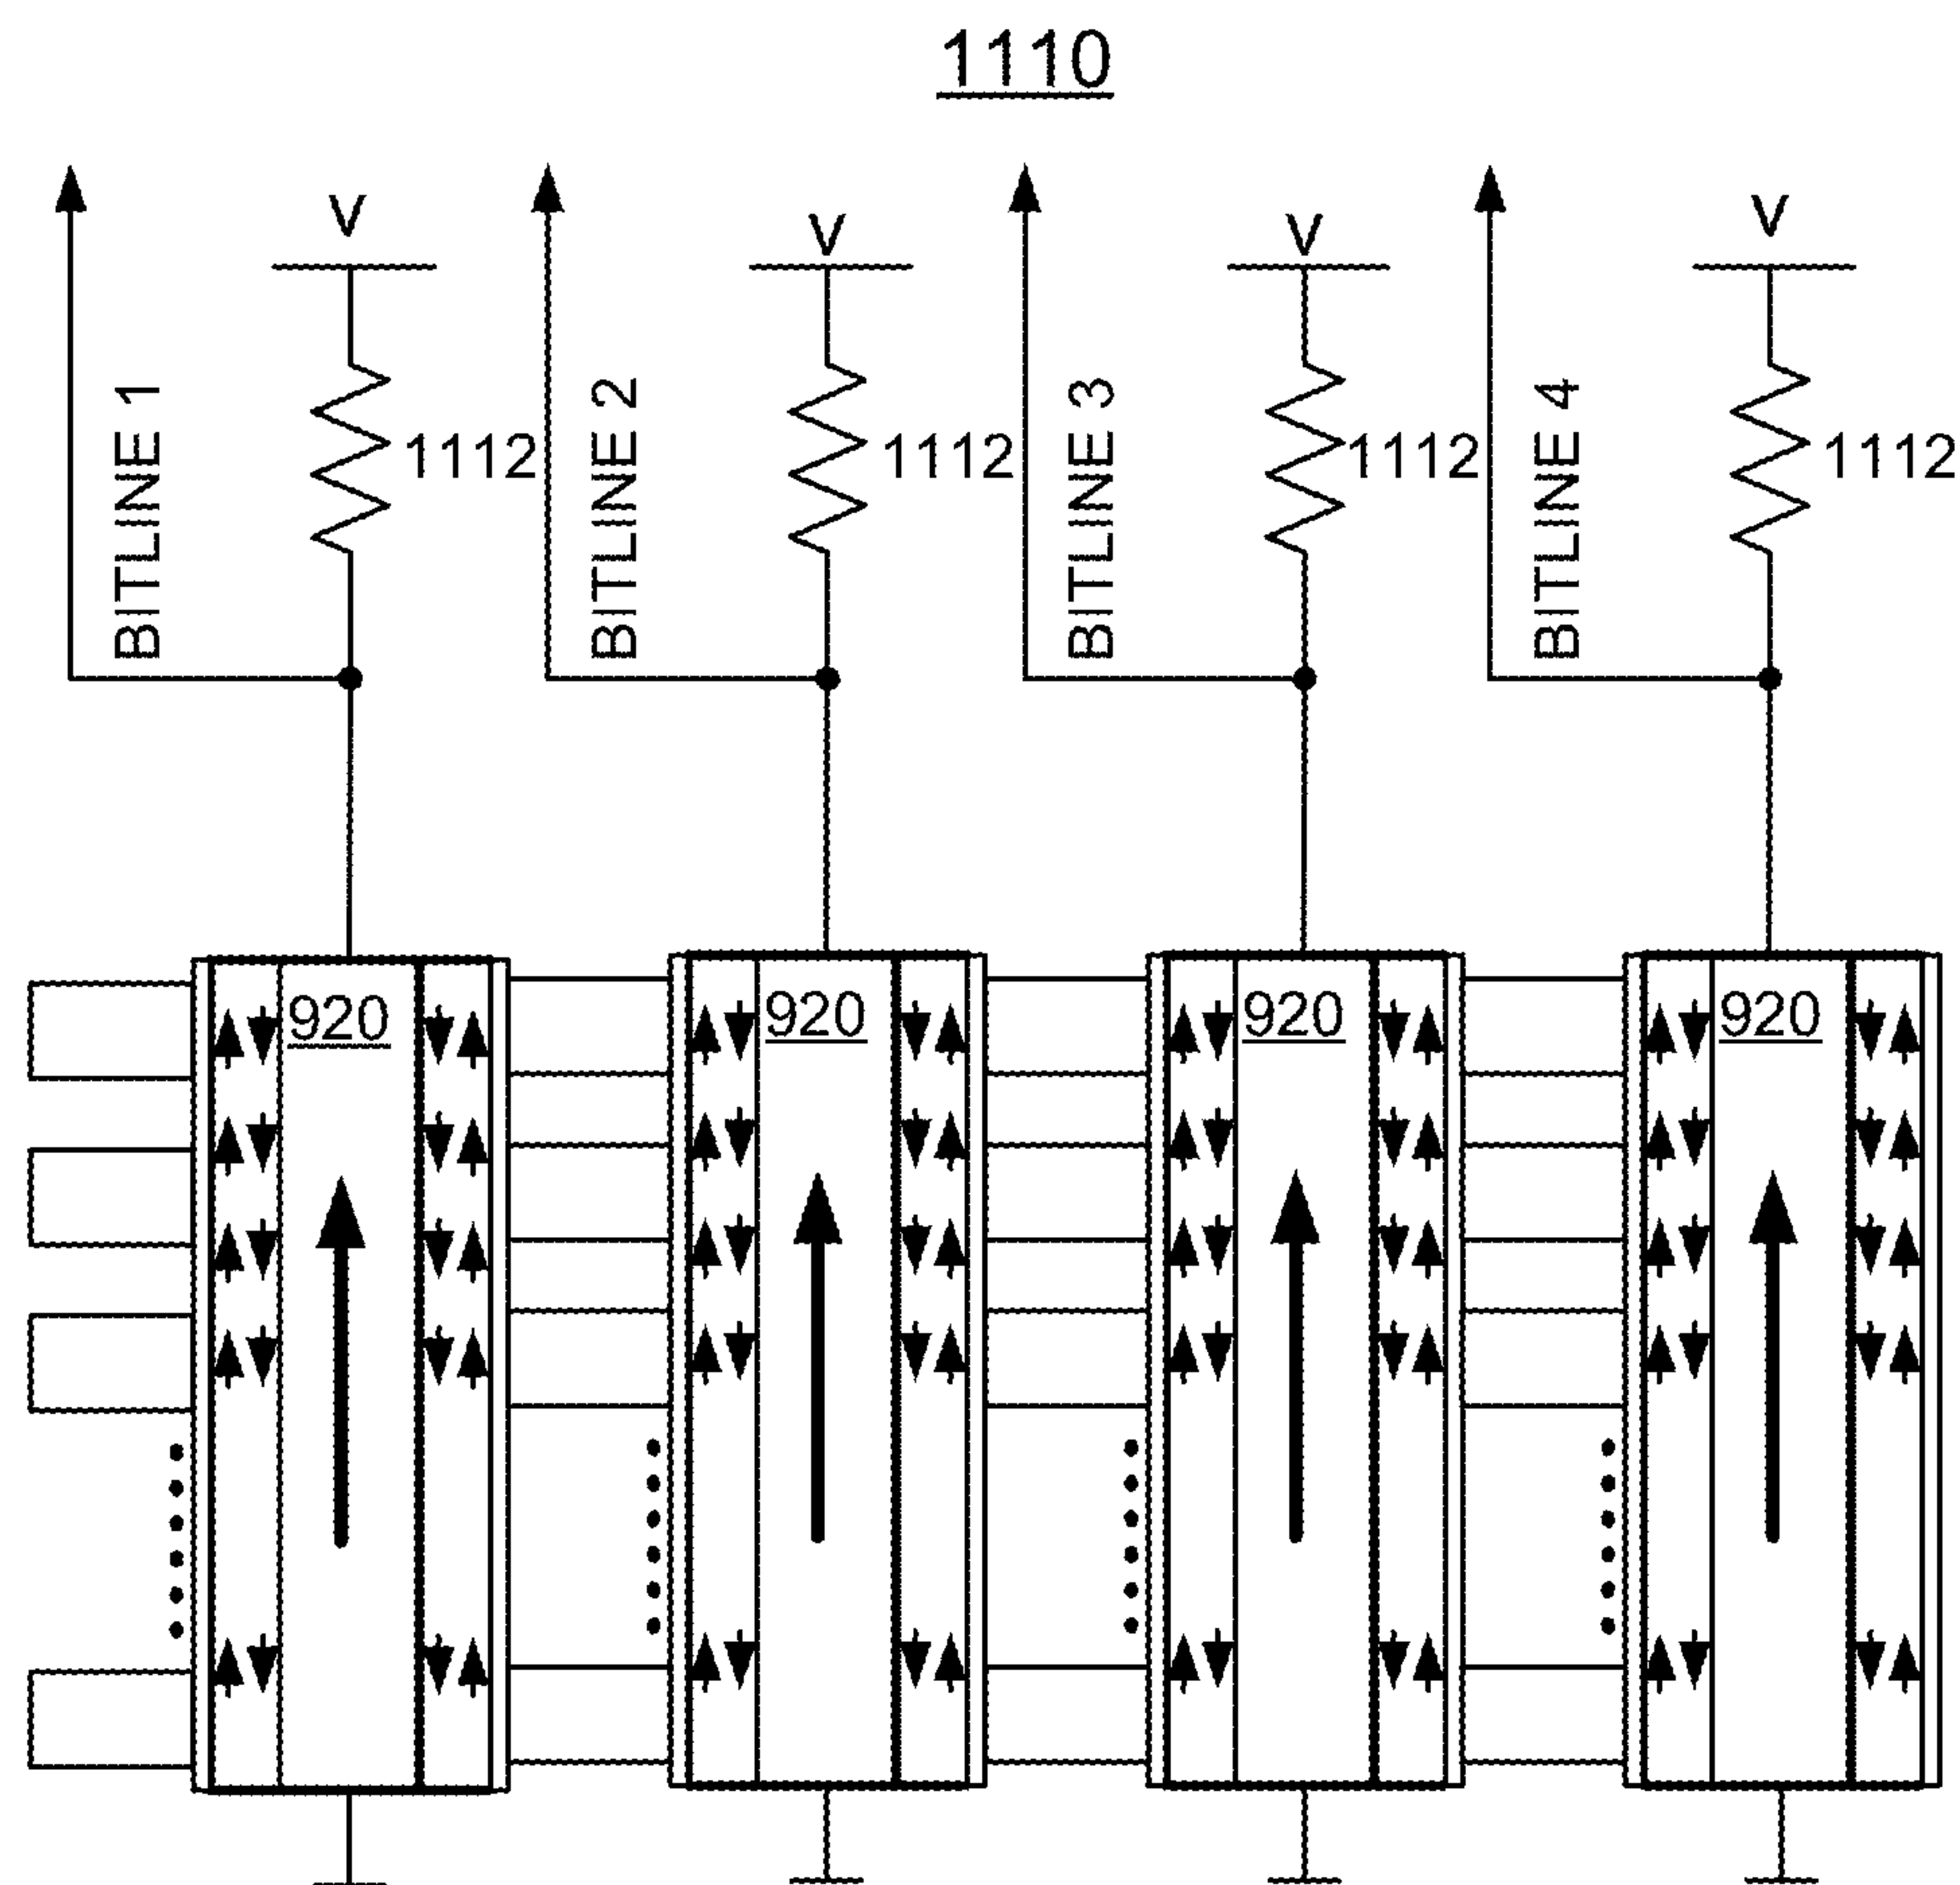 1110
V
V
V
V
BITLINE 1
1112
BITLINE 2
1112
BITLINE 3
1112
BITLINE 4
1112
920
920
920
920